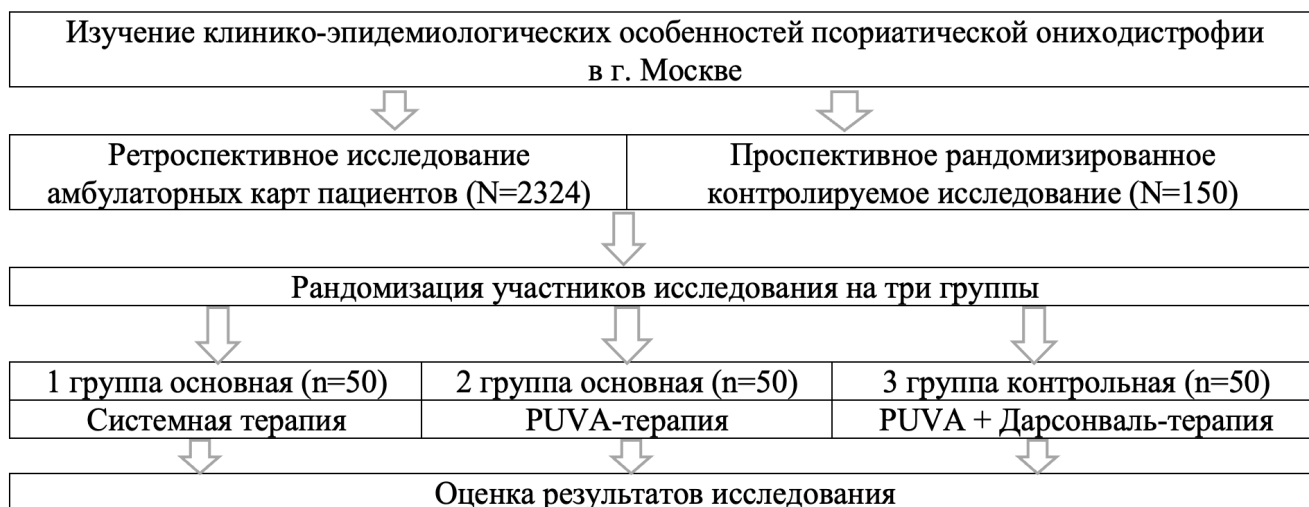 Изучение клинико-эпидемиологических особенностей псориатической ониходистрофии
в г. Москве
Ретроспективное исследование
амбулаторных карт пациентов (N=2324)
Проспективное рандомизированное
контролируемое исследование (N=150)
Рандомизация участников исследования на три группы
1 группа основная (n=50)
2 группа основная (n=50)
3 группа контрольная (n=50)
Системная терапия
PUVA-терапия
PUVA + Дарсонваль-терапия
Оценка результатов исследования